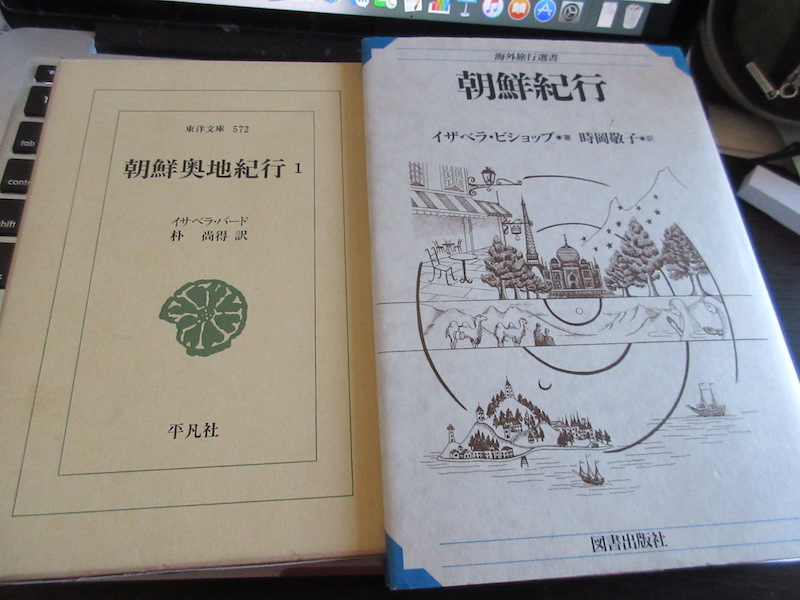 東洋文庫 572
朝鮮奥地紀行 1
イサベラ・バード
朴 尚得 訳
平凡社
海外旅行選書
朝鮮紀行
イザベラ・ビショップ*著 時岡敬子*訳
図書出版社
tab
shift